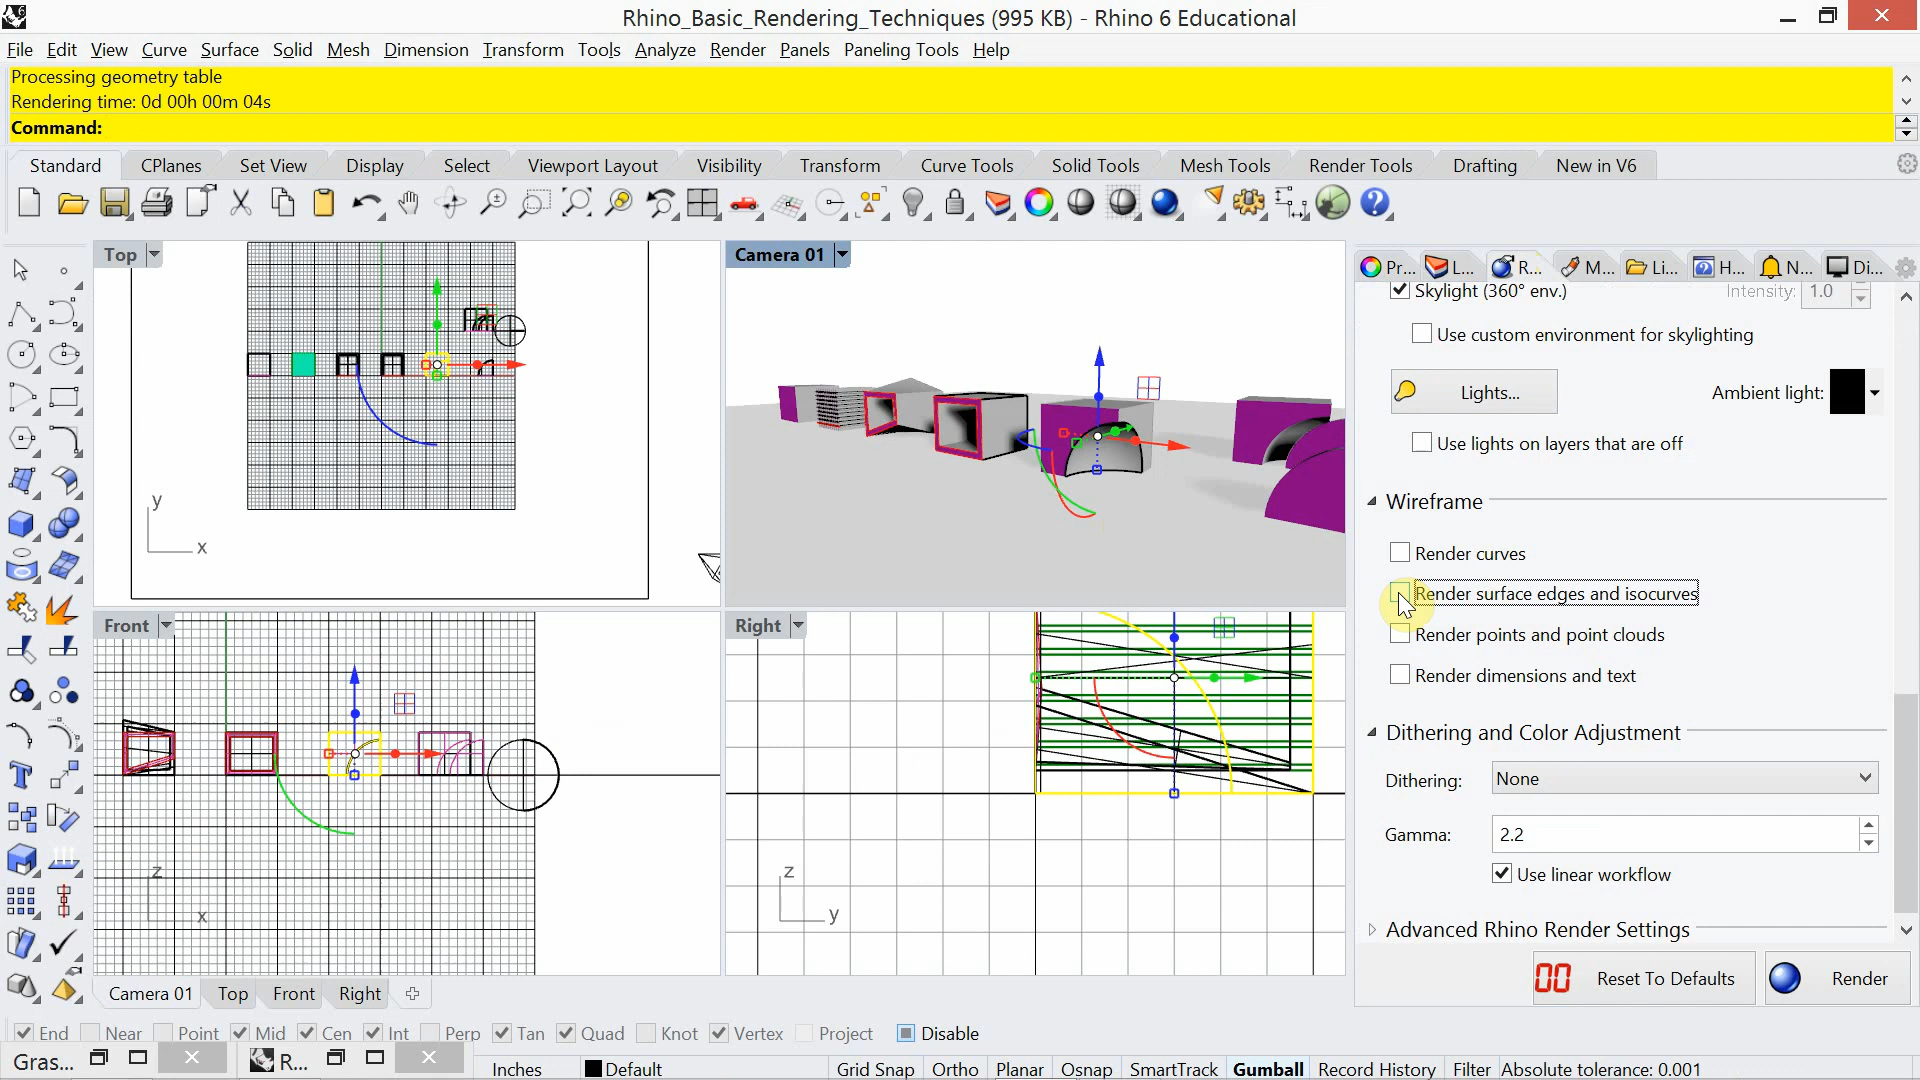 Rhino_Basic_Rendering_Techniques (995 KB) - Rhino 6 Educational
File Edit View Curve Surface Solid Mesh Dimension Transform Tools Analyze Render Panels Paneling Tools Help
Processing geometry table
Rendering time: 0d 00h 00m 04s
Command:
Standard CPlanes Set View Display Select Viewport Layout Visibility Transform Curve Tools Solid Tools Mesh Tools Render Tools Drafting New in V6
Top
y
x
Camera 01
Front
z
x
Right
z
y
Pr... L... R... M... Li... H... N... Di...
Skylight (360° env.) Intensity: 1.0
Use custom environment for skylighting
Lights... Ambient light:
Use lights on layers that are off
Wireframe
Render curves
Render surface edges and isocurves
Render points and point clouds
Render dimensions and text
Dithering and Color Adjustment
Dithering: None
Gamma: 2.2
Use linear workflow
Advanced Rhino Render Settings
00 Reset To Defaults Render
Camera 01 Top Front Right
End Near Point Mid Cen Int Perp Tan Quad Knot Vertex Project Disable
Gras... R...
Inches Default Grid Snap Ortho Planar Osnap SmartTrack Gumball Record History Filter Absolute tolerance: 0.001